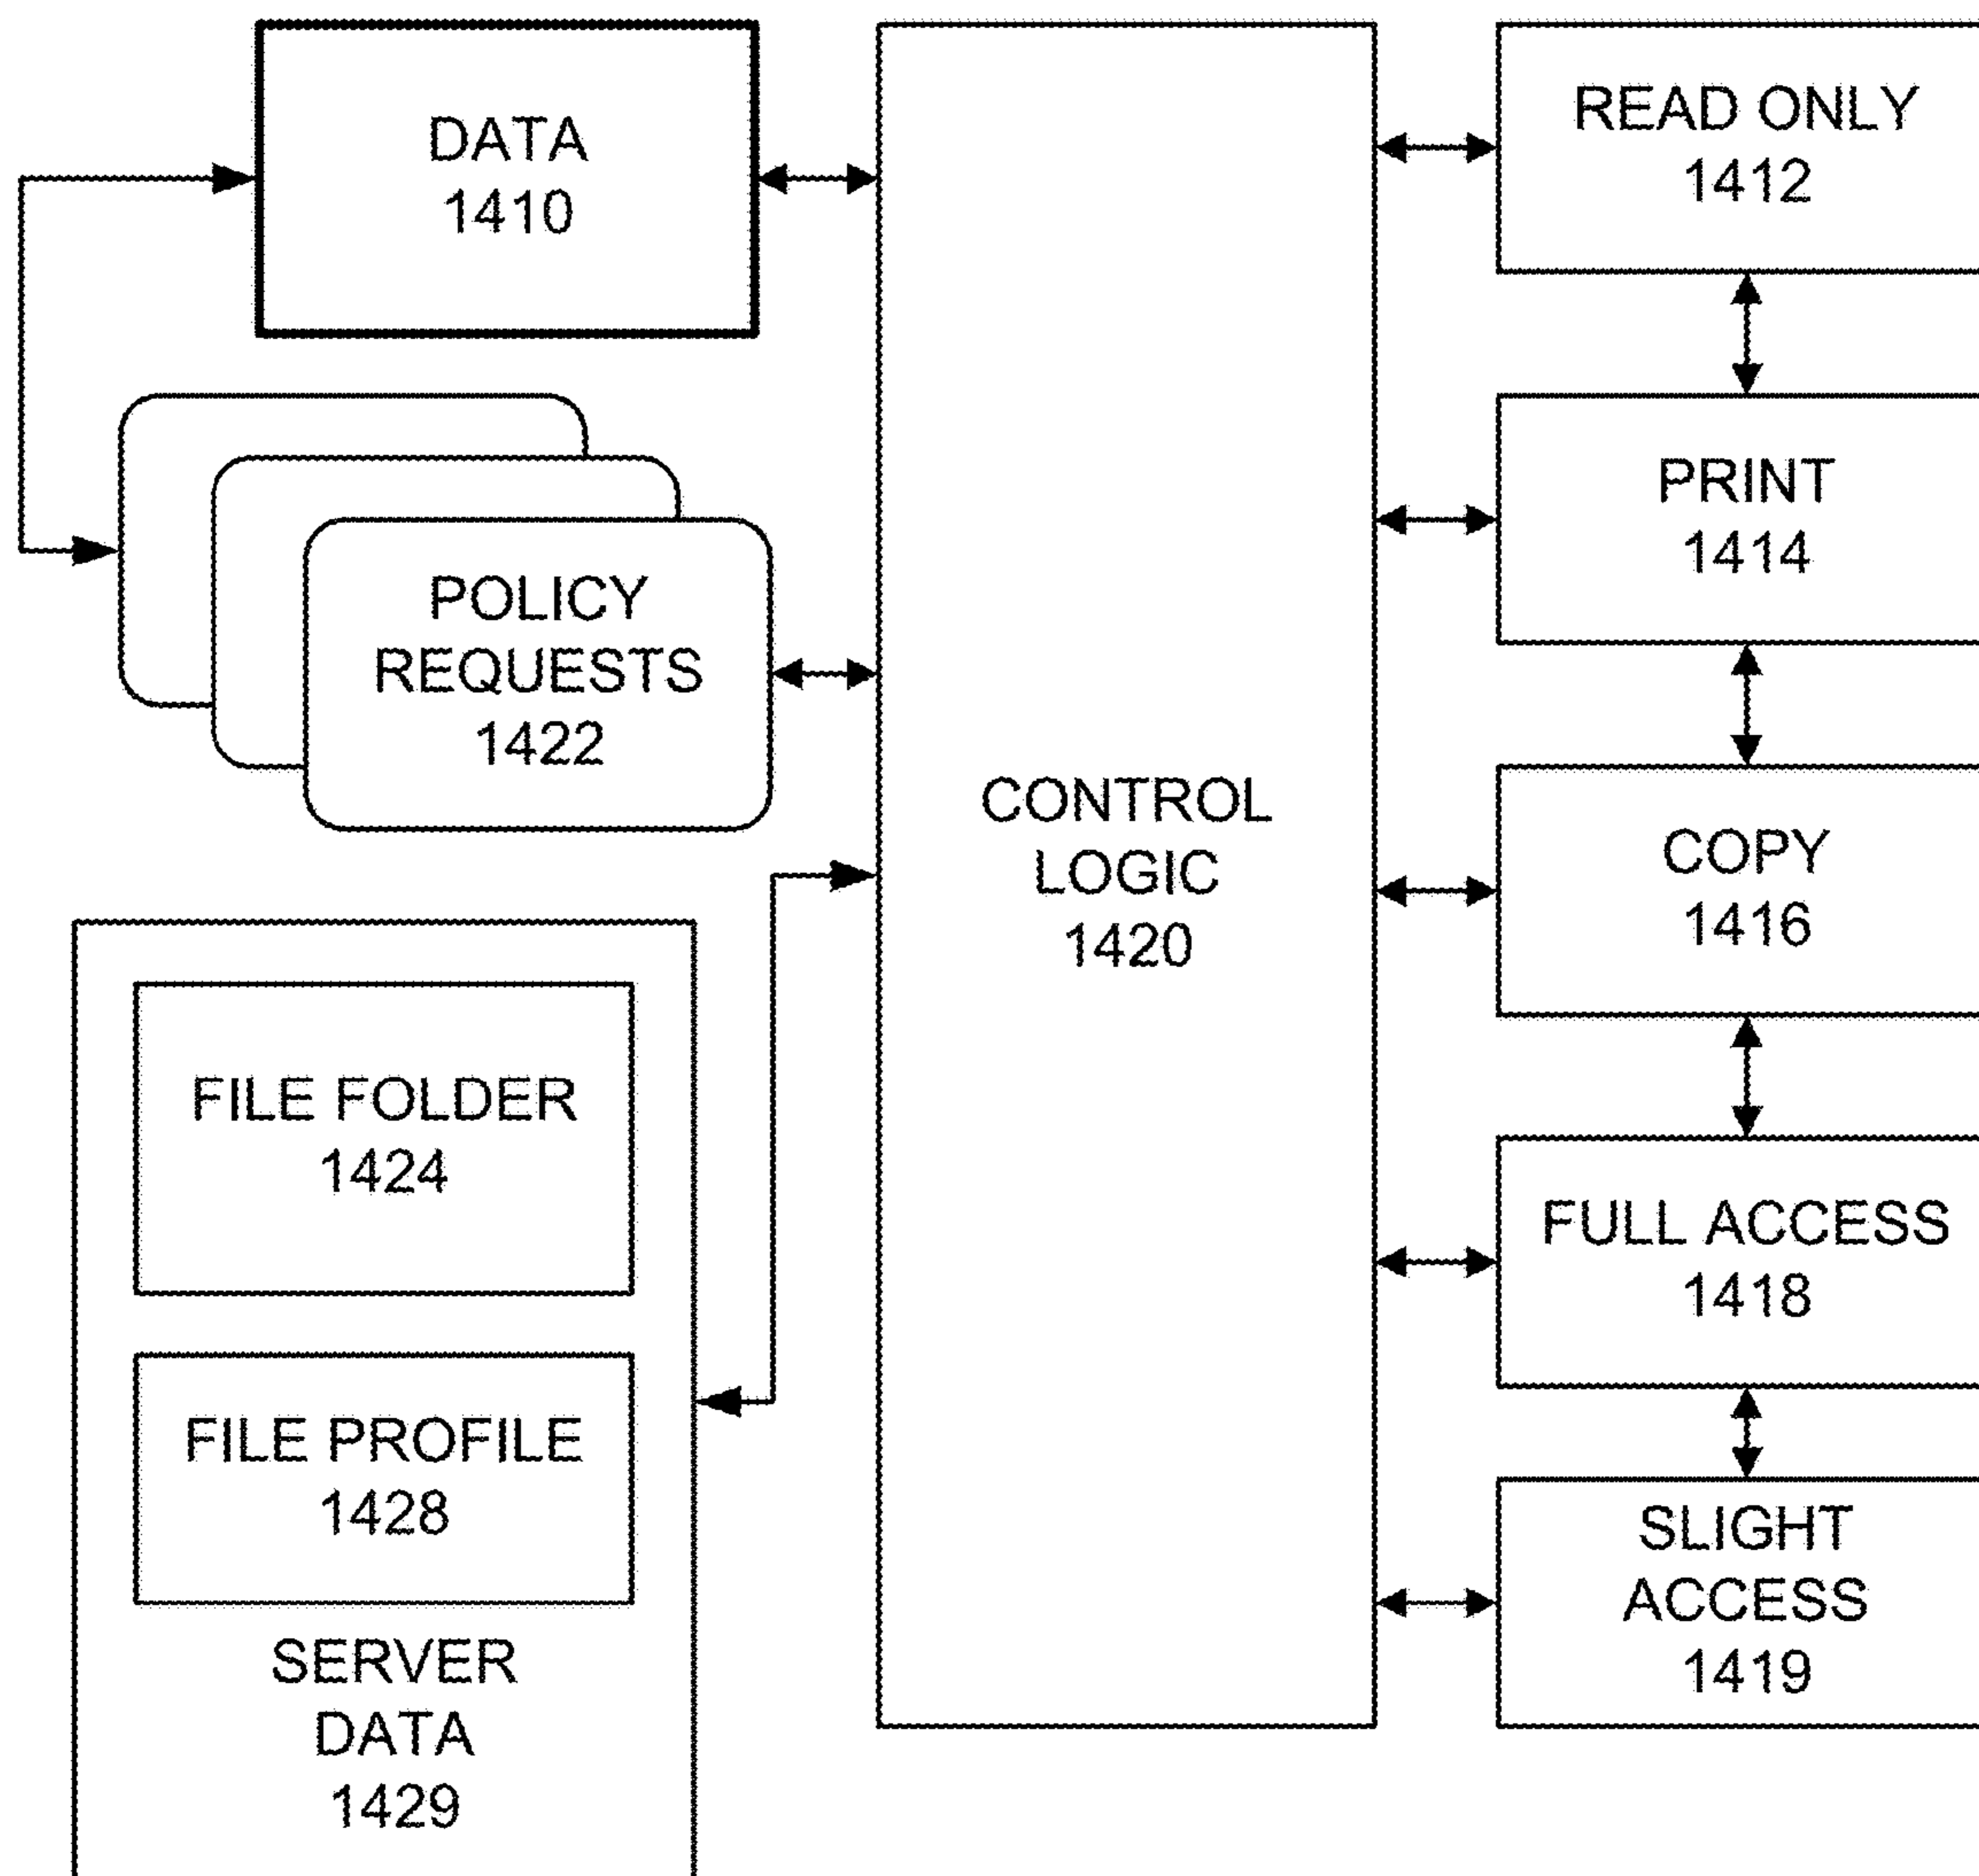 DATA
1410
POLICY
REQUESTS
1422
FILE FOLDER
1424
FILE PROFILE
1428
SERVER
DATA
1429
CONTROL
LOGIC
1420
READ ONLY
1412
PRINT
1414
COPY
1416
FULL ACCESS
1418
SLIGHT
ACCESS
1419